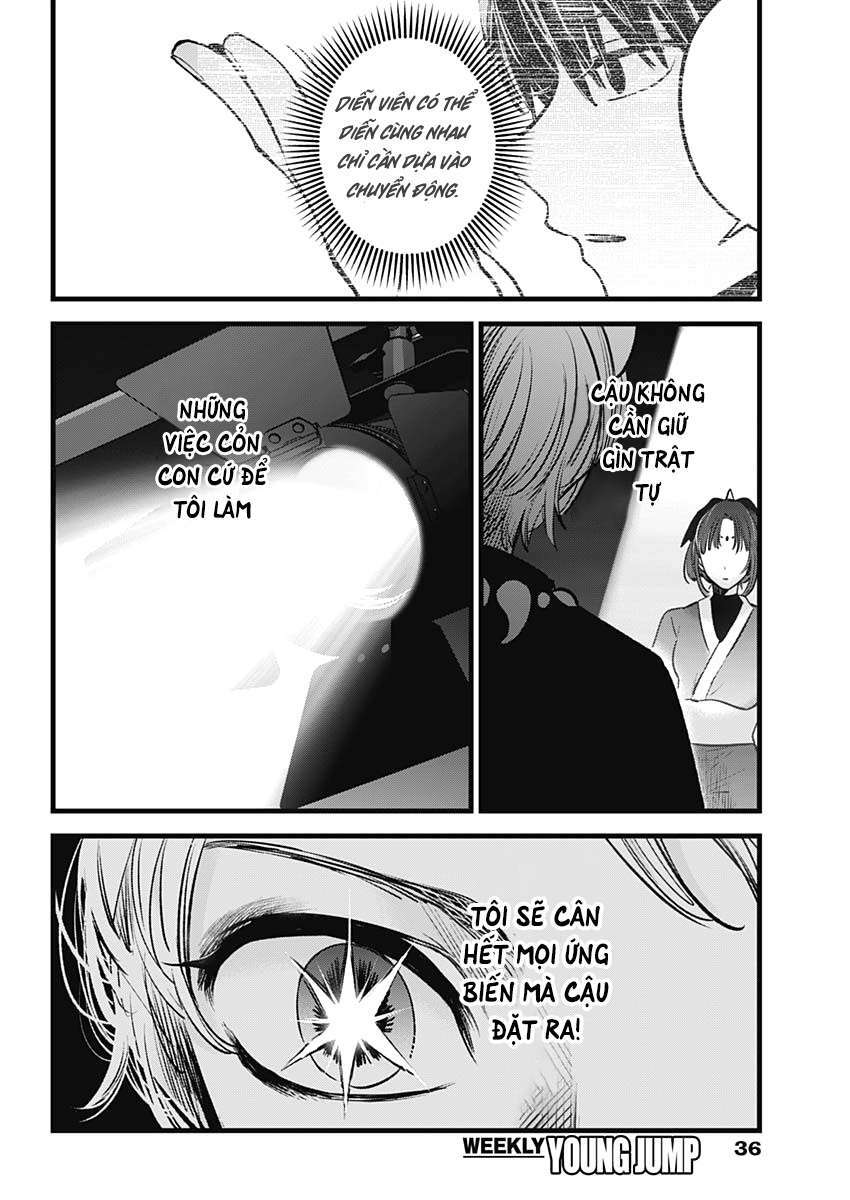 DIỄN VIÊN CÓ THỂ
DIỄN CÙNG NHAU
CHỈ CẦN DỰA VÀO
CHUYỂN ĐỘNG.
CẬU KHÔNG
CẦN GIỮ
GÌN TRẬT
TỰ
NHỮNG
VIỆC CỎN
CON CỨ ĐỂ
TÔI LÀM
TÔI SẼ CÂN
HẾT MỌI ỨNG
BIẾN MÀ CẬU
ĐẶT RA!
WEEKLY YOUNG JUMP 36